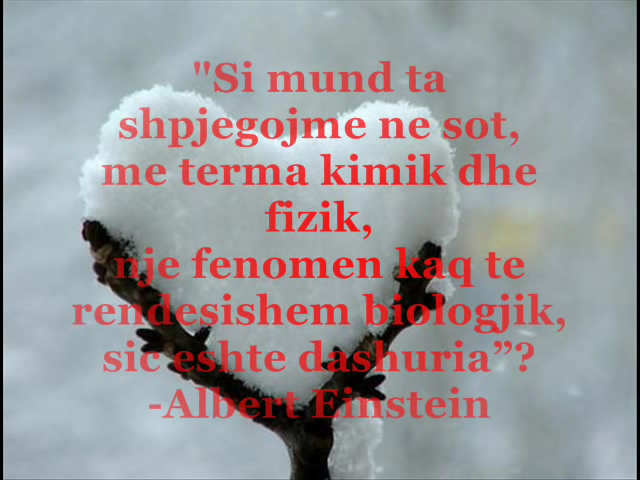 "Si mund ta
shpjegojme ne sot,
me terma kimik dhe
fizik,
nje fenomen kaq te
rendesishem biologjik,
sic eshte dashuria”?
-Albert Einstein